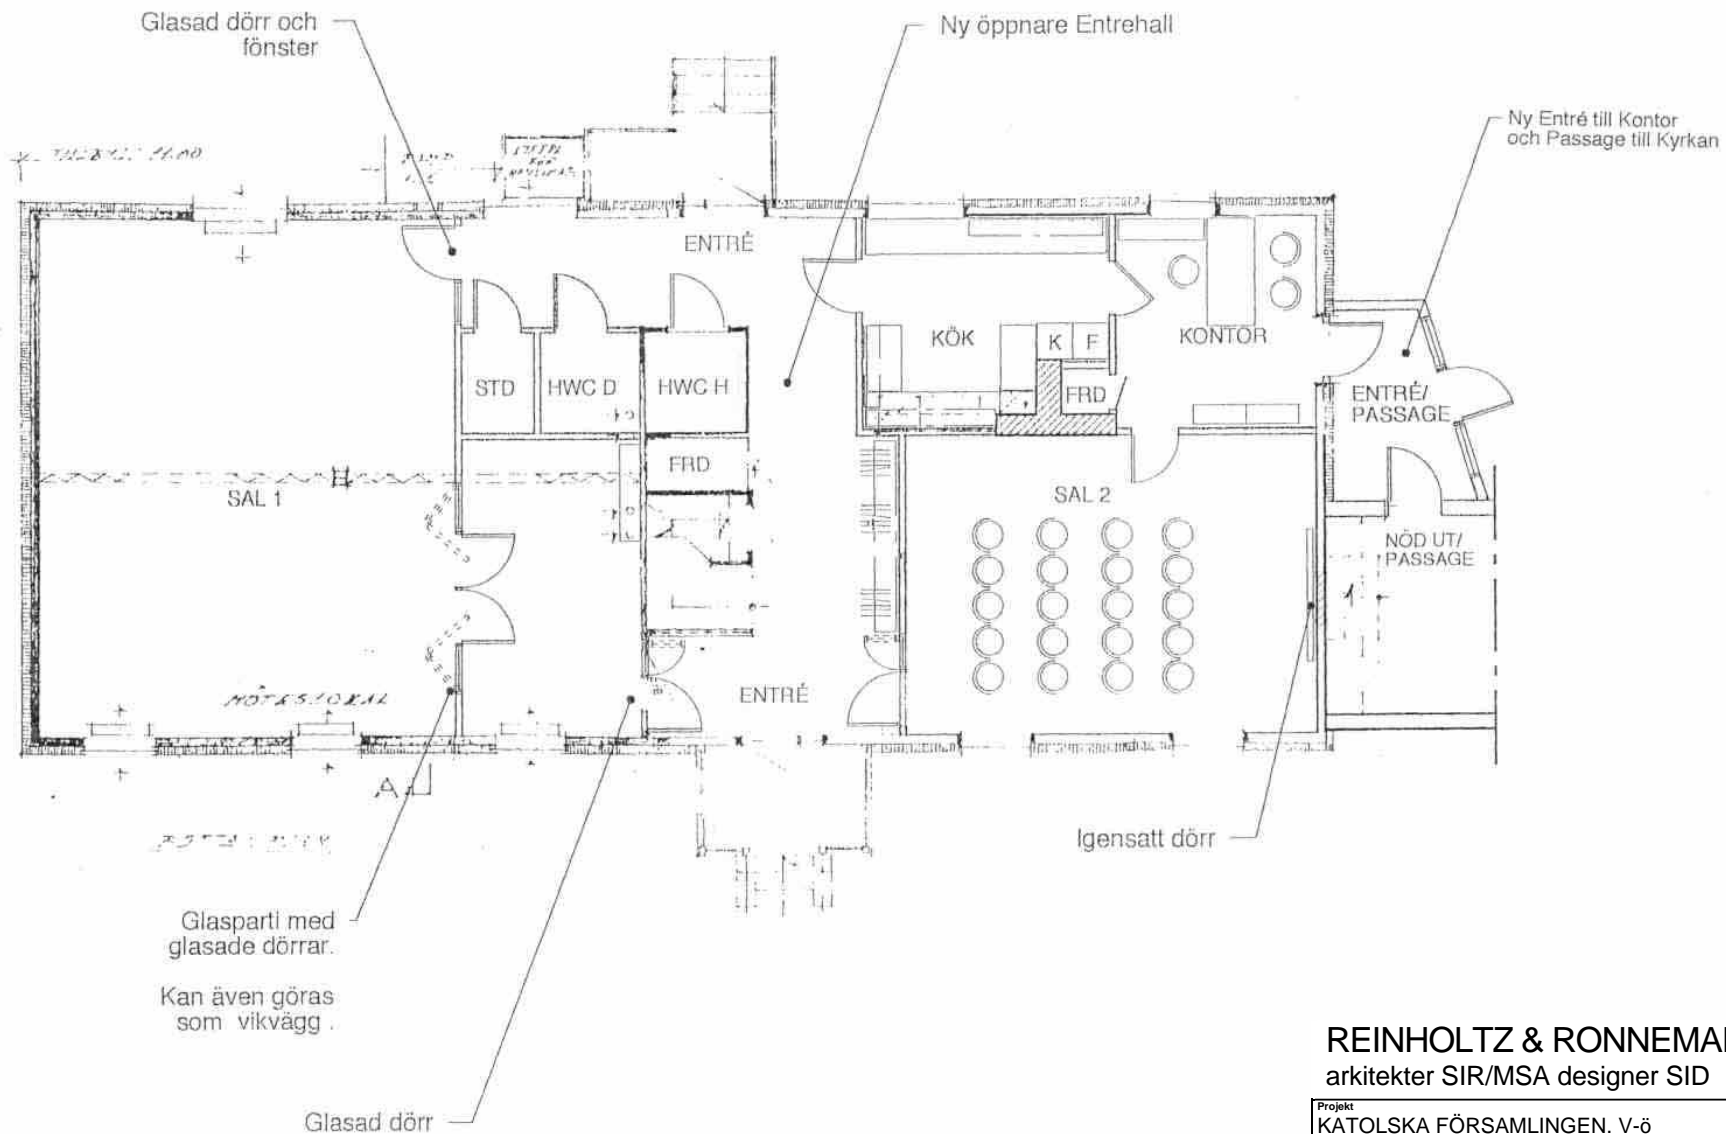 Glasad dörr och
fönster
Ny öppnare Entrehall
Ny Entré till Kontor
och Passage till Kyrkan
ENTRÉ
KÖK
K
F
KONTOR
STD
HWC D
HWC H
FRD
ENTRÉ/
PASSAGE
FRD
SAL 1
SAL 2
NÖD UT/
PASSAGE
MÖTESLOKAL
ENTRÉ
A
Igensatt dörr
Glasparti med
glasade dörrar.
Kan även göras
som vikvägg .
Glasad dörr
REINHOLTZ & RONNEMA
arkitekter SIR/MSA designer SID
Projekt
KATOLSKA FÖRSAMLINGEN. V-ö